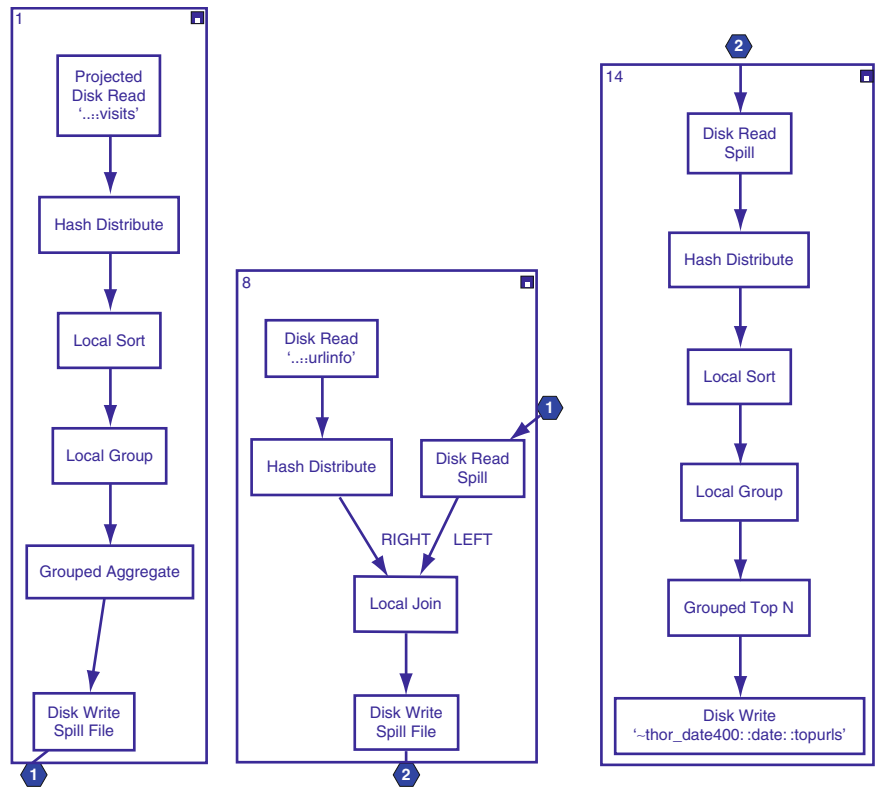 1
Projected
Disk Read
‘..::visits’
Hash Distribute
Local Sort
Local Group
Grouped Aggregate
Disk Write
Spill File
1
8
Disk Read
‘..::urlinfo’
1
Hash Distribute
Disk Read
Spill
RIGHT
LEFT
Local Join
Disk Write
Spill File
2
2
14
Disk Read
Spill
Hash Distribute
Local Sort
Local Group
Grouped Top N
Disk Write
‘~thor_date400: :date: :topurls’